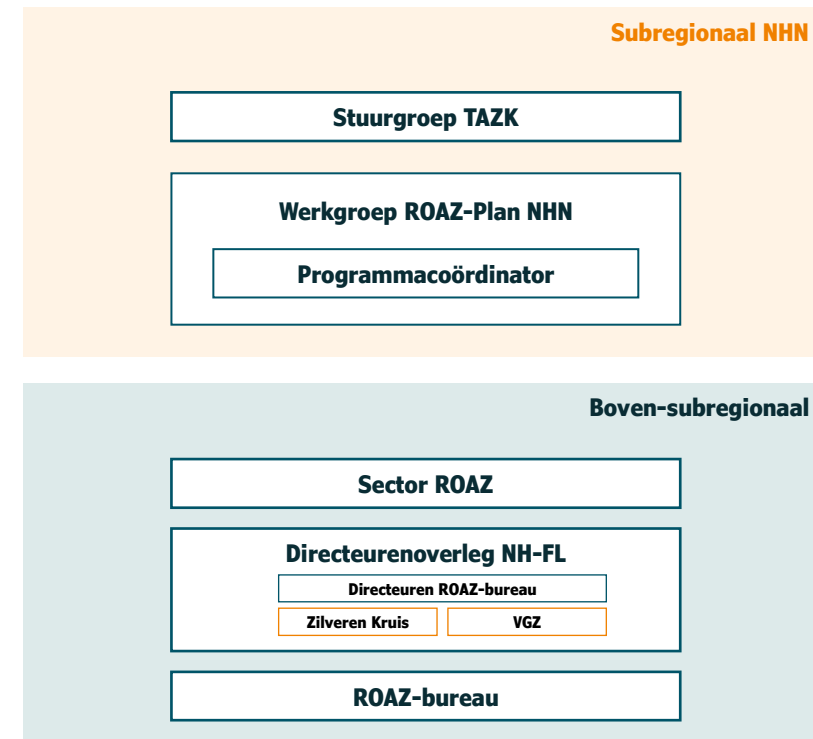 Subregionaal NHN
Stuurgroep TAZK
Werkgroep ROAZ-Plan NHN
Programmacoördinator
Boven-subregionaal
Sector ROAZ
Directeurenoverleg NH-FL
Directeuren ROAZ-bureau
Zilveren Kruis
VGZ
ROAZ-bureau